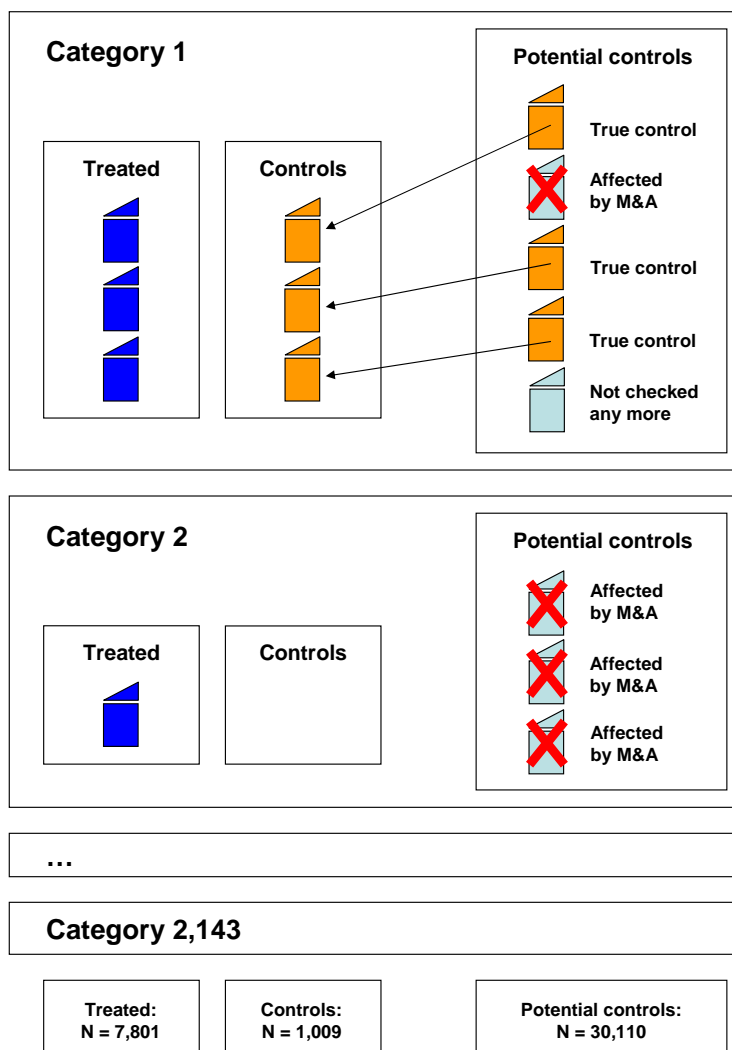 Category 1
Potential controls
Treated
Controls
True control
Affected
by M&A
True control
True control
Not checked
any more
Category 2
Potential controls
Treated
Controls
Affected
by M&A
Affected
by M&A
Affected
by M&A
...
Category 2,143
Treated:
N = 7,801
Controls:
N = 1,009
Potential controls:
N = 30,110